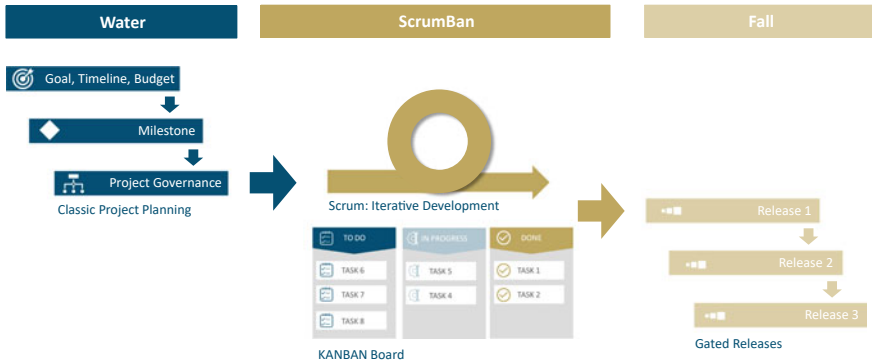 Water
ScrumBan
Fall
Goal, Timeline, Budget
Milestone
Project Governance
Classic Project Planning
Scrum: Iterative Development
TO DO
IN PROGRESS
DONE
TASK 6
TASK 5
TASK 1
TASK 7
TASK 4
TASK 2
TASK 8
KANBAN Board
Release 1
Release 2
Release 3
Gated Releases